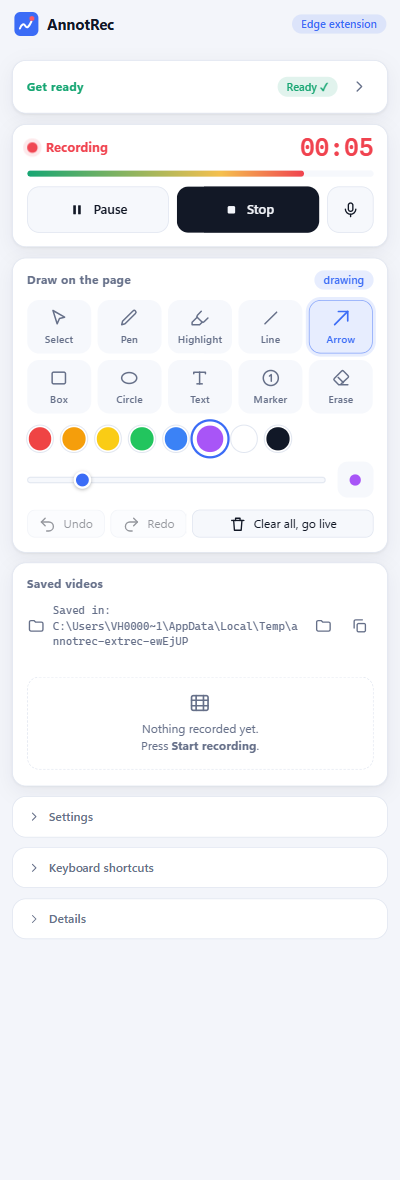 AnnotRec
Edge extension
Get ready
Ready ✓
Recording
00:05
Pause
Stop
Draw on the page
drawing
Select
Pen
Highlight
Line
Arrow
Box
Circle
Text
1
Marker
Erase
Undo
Redo
Clear all, go live
Saved videos
Saved in:
C:\Users\VH0000~1\AppData\Local\Temp\a
nnotrec-extrec-ewEjUP
Nothing recorded yet.
Press Start recording.
Settings
Keyboard shortcuts
Details